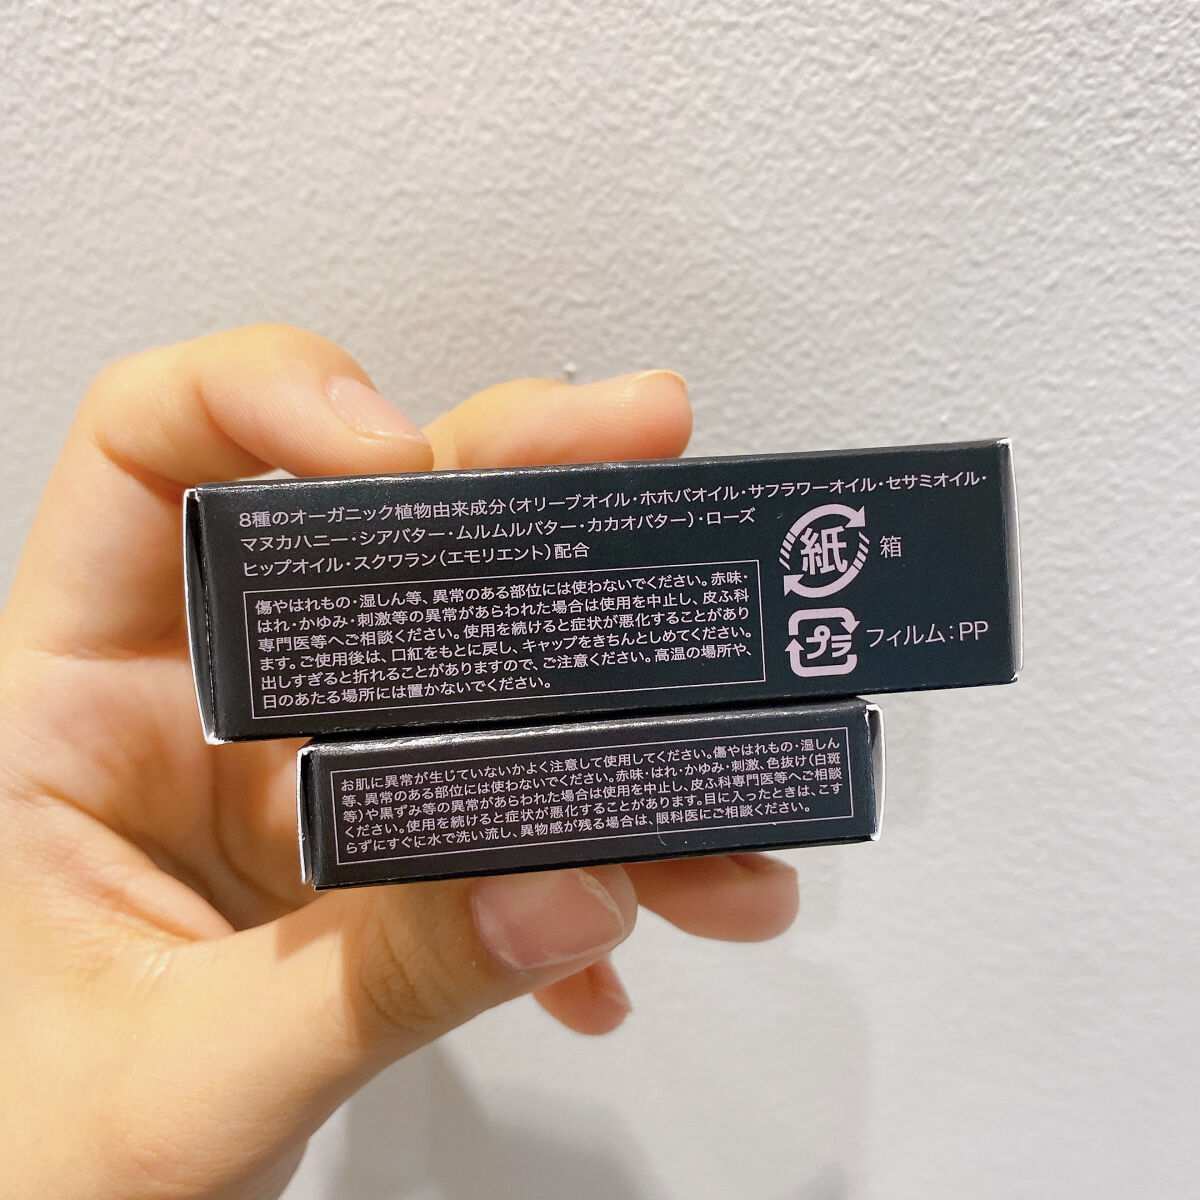 8種のオーガニック植物由来成分(オリーブオイル・ホホバオイル・サフラワーオイル・セサミオイル・
マヌカハニー・シアバター・ムルムルバター・カカオバター)・ローズ
ヒップオイル・スクワラン(エモリエント)配合
傷やはれもの・湿しん等、異常のある部位には使わないでください。赤味・
はれ・かゆみ・刺激等の異常があらわれた場合は使用を中止し、皮ふ科
専門医等へご相談ください。使用を続けると症状が悪化することがあり
ます。ご使用後は、口紅をもとに戻し、キャップをきちんとしめてください。
出しすぎると折れることがありますので、ご注意ください。高温の場所や、
日のあたる場所には置かないでください。
紙
箱
プラ
フィルム:PP
お肌に異常が生じていないかよく注意して使用してください。傷やはれもの・湿しん
等、異常のある部位には使わないでください。赤味・はれ・かゆみ・刺激、色抜け(白斑
等)や黒ずみ等の異常があらわれた場合は使用を中止し、皮ふ科専門医等へご相談
ください。使用を続けると症状が悪化することがあります。目に入ったときは、こす
らずにすぐに水で洗い流し、異物感が残る場合は、眼科医にご相談ください。